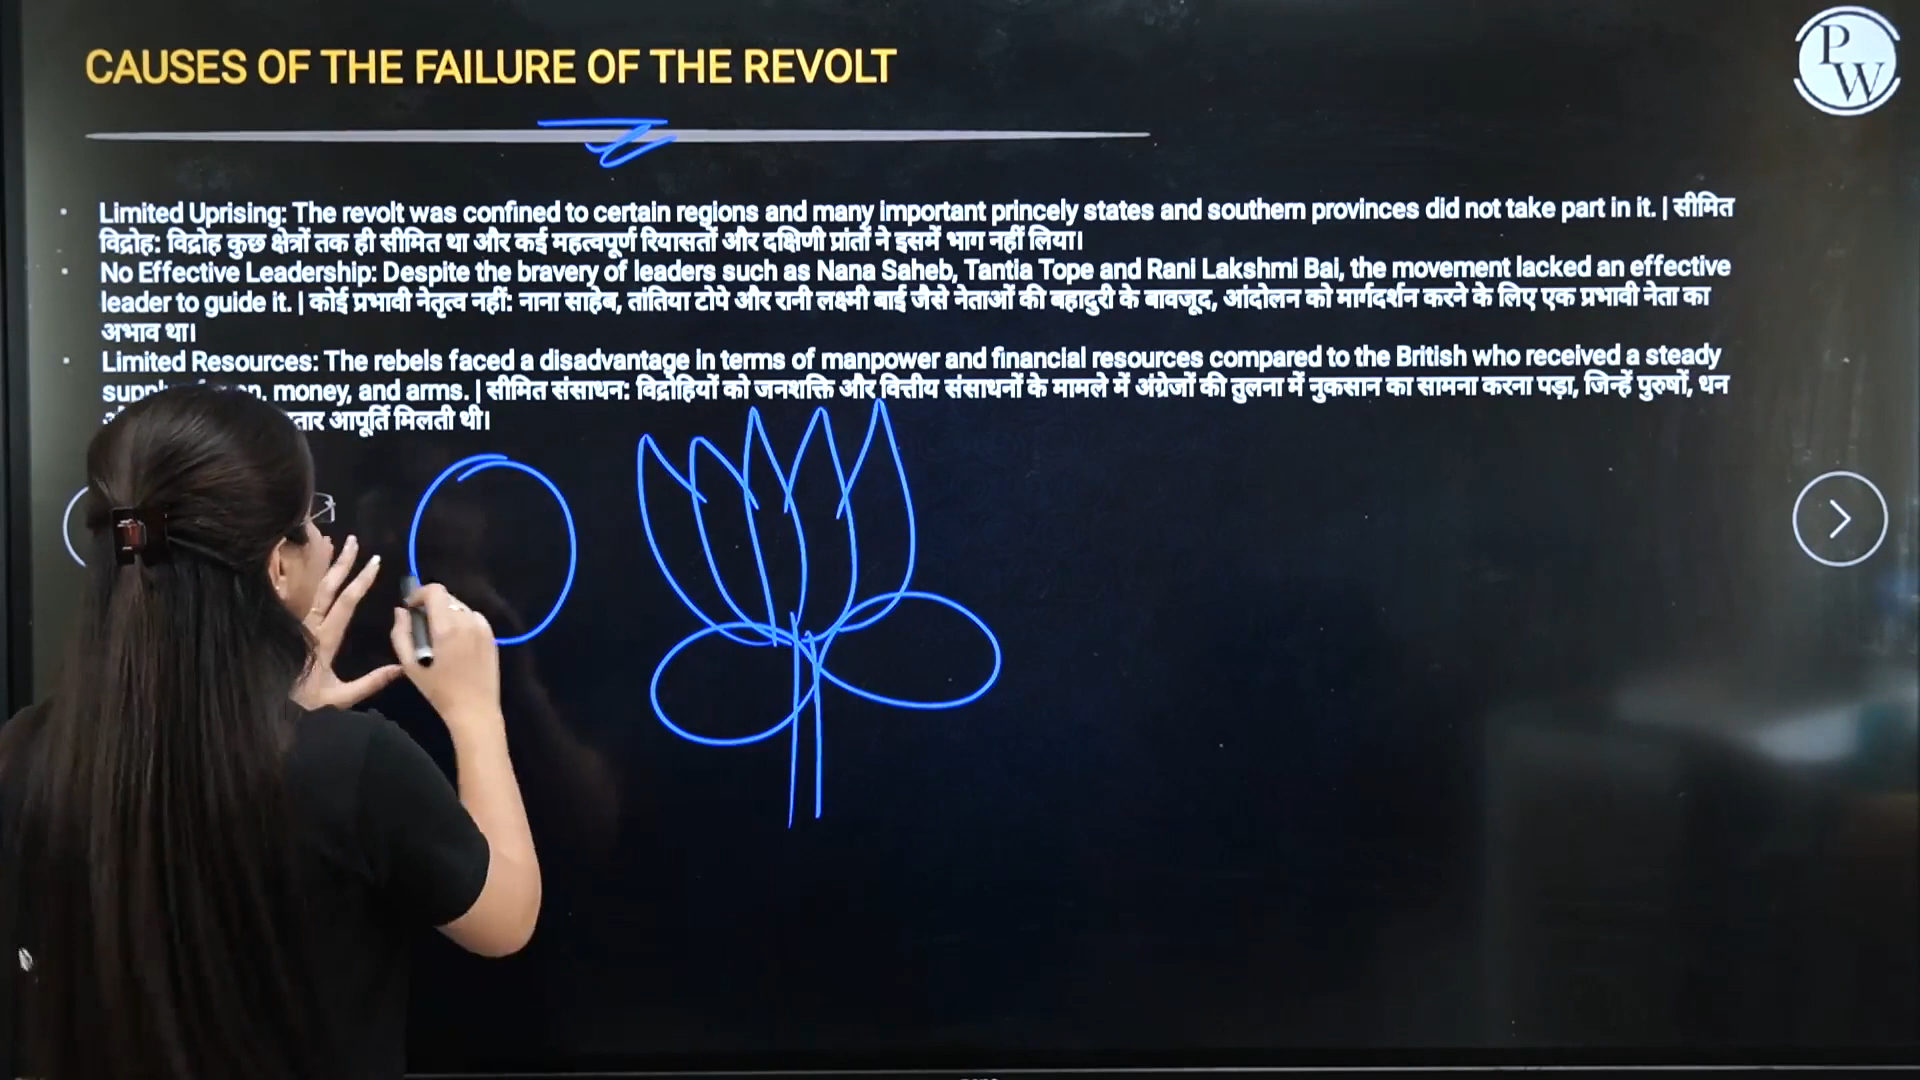 CAUSES OF THE FAILURE OF THE REVOLT
P
W
• Limited Uprising: The revolt was confined to certain regions and many important princely states and southern provinces did not take part in it. | सीमित
विद्रोह: विद्रोह कुछ क्षेत्रों तक ही सीमित था और कई महत्वपूर्ण रियासतों और दक्षिणी प्रांतों ने इसमें भाग नहीं लिया।
• No Effective Leadership: Despite the bravery of leaders such as Nana Saheb, Tantia Tope and Rani Lakshmi Bai, the movement lacked an effective
leader to guide it. | कोई प्रभावी नेतृत्व नहीं: नाना साहेब, तांतिया टोपे और रानी लक्ष्मी बाई जैसे नेताओं की बहादुरी के बावजूद, आंदोलन को मार्गदर्शन करने के लिए एक प्रभावी नेता का
अभाव था।
• Limited Resources: The rebels faced a disadvantage in terms of manpower and financial resources compared to the British who received a steady
money, and arms. | सीमित संसाधन: विद्रोहियों को जनशक्ति और वित्तीय संसाधनों के मामले में अंग्रेजों की तुलना में नुकसान का सामना करना पड़ा, जिन्हें पुरुषों, धन
आपूर्ति मिलती थी।